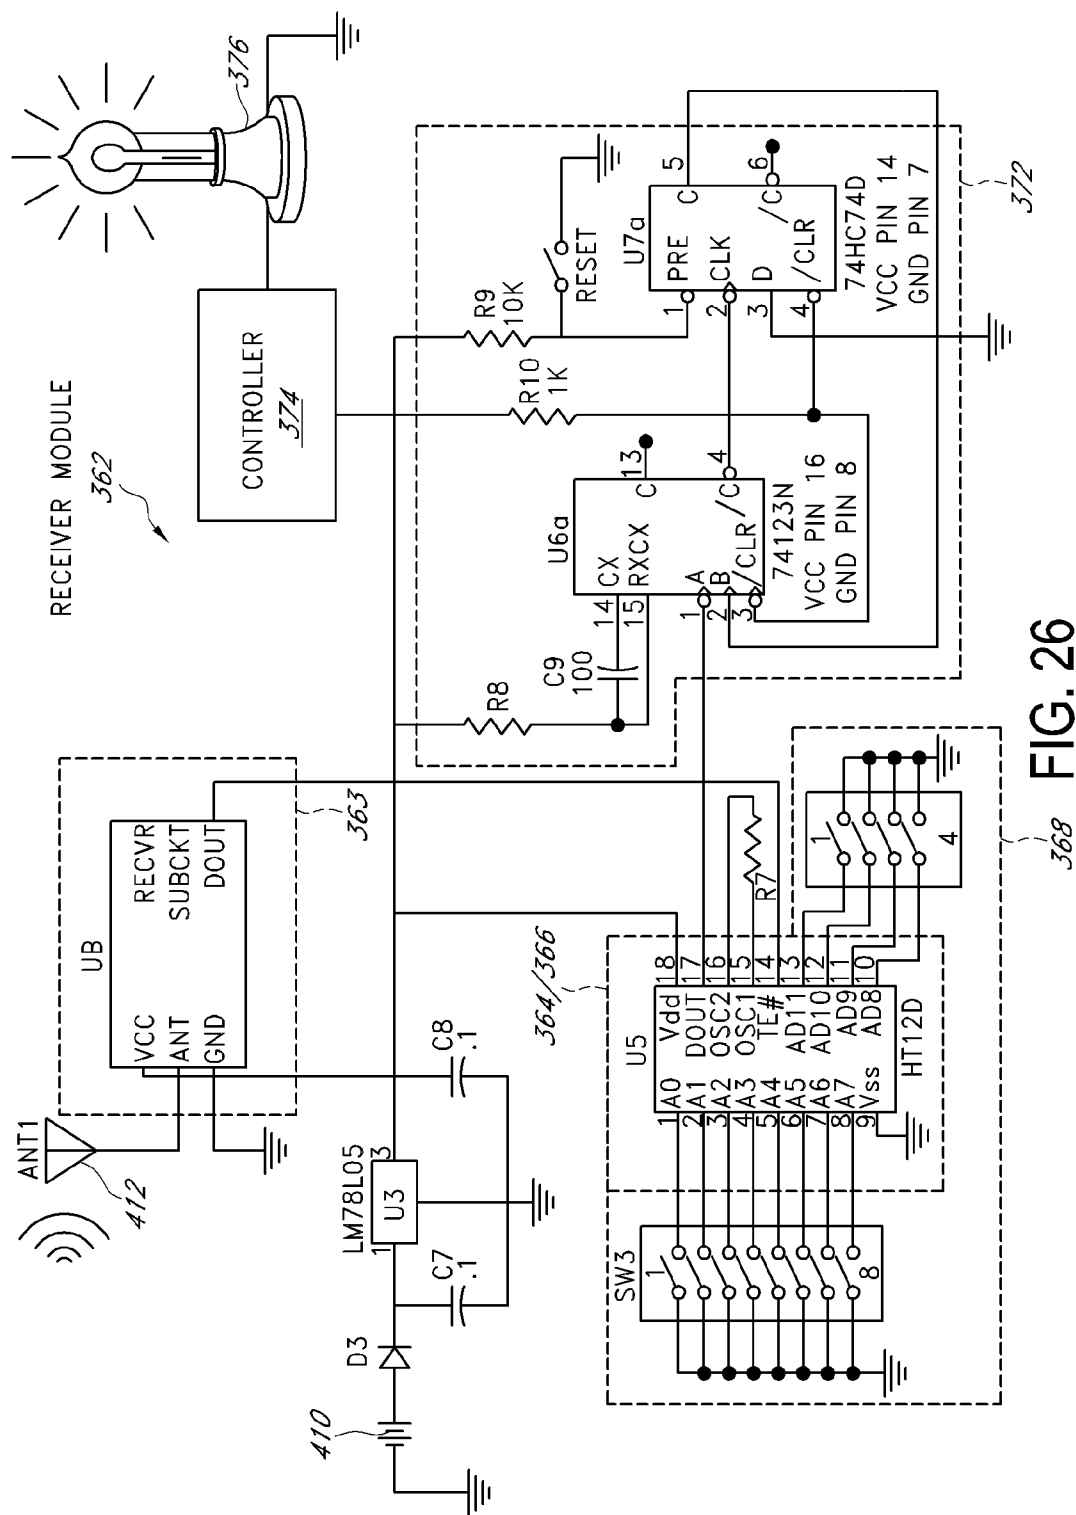 RECEIVER MODULE
362
376
CONTROLLER
374
ANT1
412
UB
VCC
ANT
GND
RECVR
SUBCKT
DOUT
363
410
D3
C7
.1
LM78L05
1
U3
3
C8
.1
R8
C9
100
14
15
U6a
CX
RXCX
A
B
/CLR
C
/C
1
2
3
13
4
74123N
VCC PIN 16
GND PIN 8
R10
1K
R9
10K
RESET
U7a
PRE
CLK
D
/CLR
C
/C
1
2
3
4
5
6
74HC74D
VCC PIN 14
GND PIN 7
372
364/366
SW3
1
8
U5
1 A0
2 A1
3 A2
4 A3
5 A4
6 A5
7 A6
8 A7
9 Vss
Vdd 18
DOUT 17
OSC2 16
OSC1 15
TE# 14
AD11 13
AD10 12
AD9 11
AD8 10
HT12D
R7
1
4
368
FIG. 26